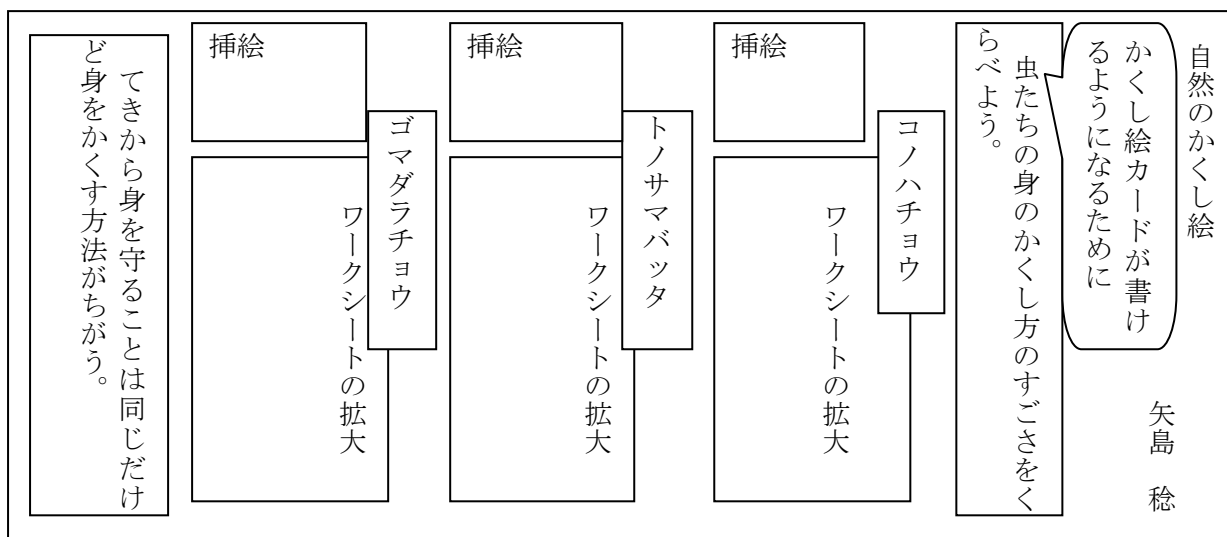 自然のかくし絵
矢島　稔
かくし絵カードが書け
るようになるために
虫たちの身のかくし方のすごさをく
らべよう。
コノハチョウ
挿絵
ワークシートの拡大
トノサマバッタ
挿絵
ワークシートの拡大
ゴマダラチョウ
挿絵
ワークシートの拡大
てきから身を守ることは同じだけ
ど身をかくす方法がちがう。